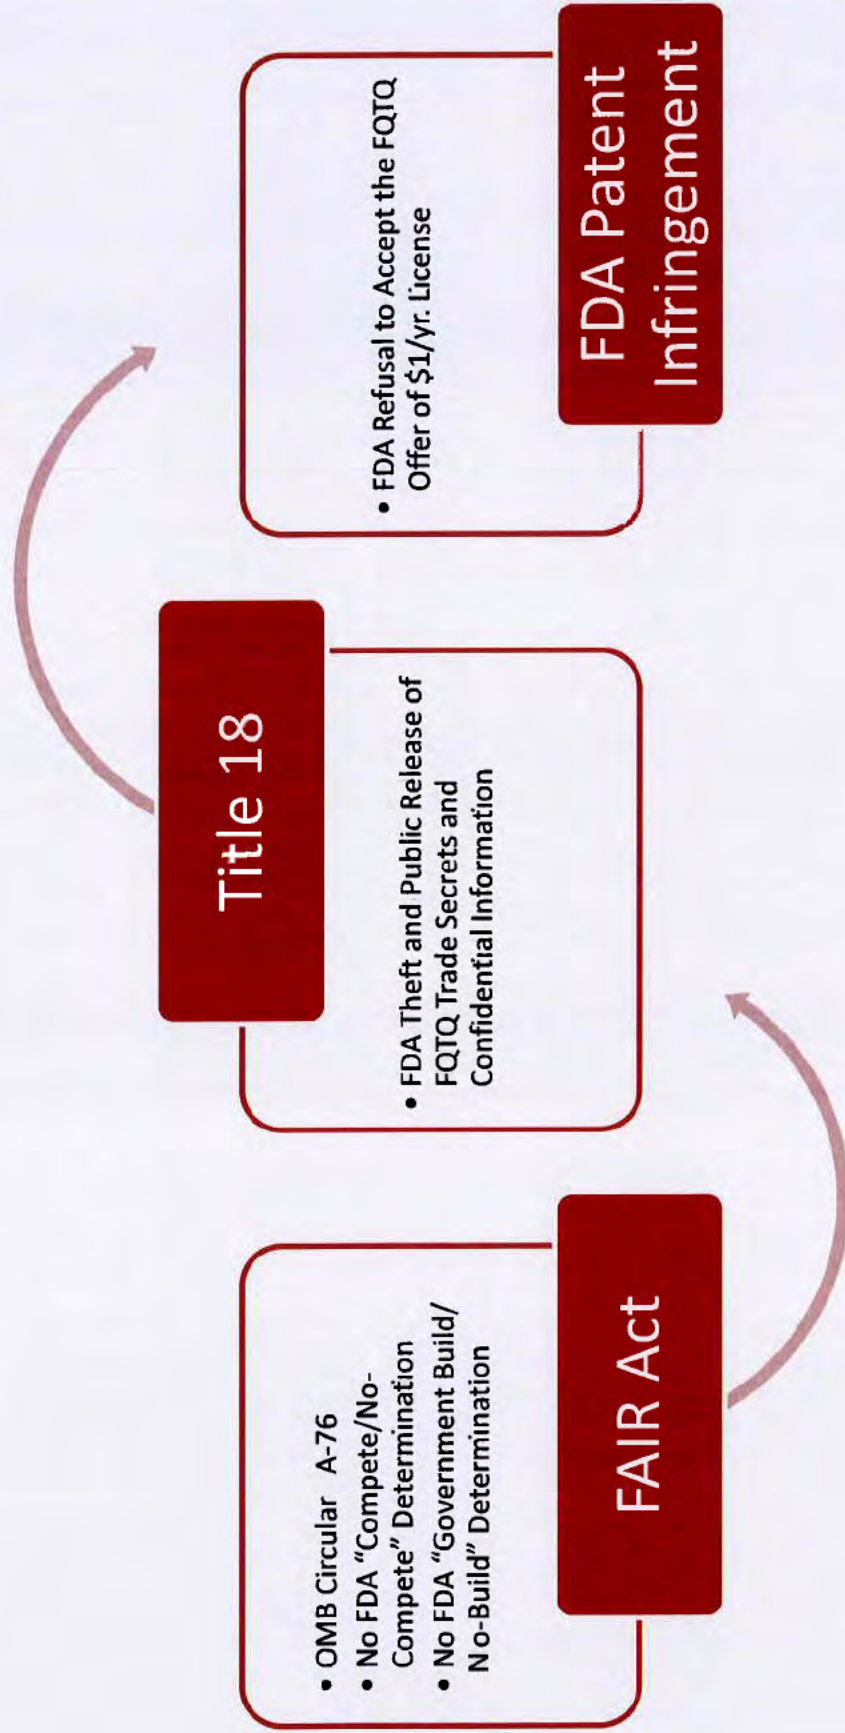 • OMB Circular A-76
• No FDA “Compete/No-
Compete” Determination
• No FDA “Government Build/
No-Build” Determination
FAIR Act
Title 18
• FDA Theft and Public Release of
FQTQ Trade Secrets and
Confidential Information
• FDA Refusal to Accept the FQTQ
Offer of $1/yr. License
FDA Patent
Infringement